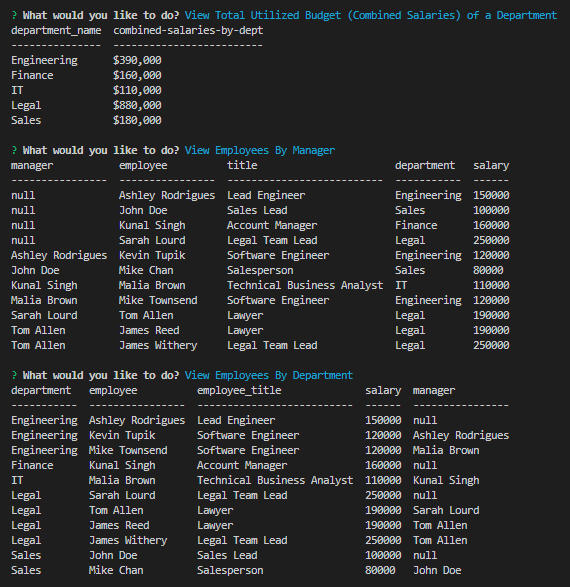 ? What would you like to do? View Total Utilized Budget (Combined Salaries) of a Department
department_name  combined-salaries-by-dept
---------------  -------------------------
Engineering      $390,000
Finance          $160,000
IT               $110,000
Legal            $880,000
Sales            $180,000
? What would you like to do? View Employees By Manager
manager          employee         title                       department   salary
---------------  ---------------  --------------------------  -----------  ------
null             Ashley Rodrigues Lead Engineer               Engineering  150000
null             John Doe         Sales Lead                  Sales        100000
null             Kunal Singh      Account Manager             Finance      160000
null             Sarah Lourd      Legal Team Lead             Legal        250000
Ashley Rodrigues Kevin Tupik      Software Engineer           Engineering  120000
John Doe         Mike Chan        Salesperson                 Sales        80000
Kunal Singh      Malia Brown      Technical Business Analyst  IT           110000
Malia Brown      Mike Townsend    Software Engineer           Engineering  120000
Sarah Lourd      Tom Allen        Lawyer                      Legal        190000
Tom Allen        James Reed       Lawyer                      Legal        190000
Tom Allen        James Withery    Legal Team Lead             Legal        250000
? What would you like to do? View Employees By Department
department   employee         employee_title              salary  manager
-----------  ---------------- --------------------------  ------  ----------------
Engineering  Ashley Rodrigues Lead Engineer               150000  null
Engineering  Kevin Tupik      Software Engineer           120000  Ashley Rodrigues
Engineering  Mike Townsend    Software Engineer           120000  Malia Brown
Finance      Kunal Singh      Account Manager             160000  null
IT           Malia Brown      Technical Business Analyst  110000  Kunal Singh
Legal        Sarah Lourd      Legal Team Lead             250000  null
Legal        Tom Allen        Lawyer                      190000  Sarah Lourd
Legal        James Reed       Lawyer                      190000  Tom Allen
Legal        James Withery    Legal Team Lead             250000  Tom Allen
Sales        John Doe         Sales Lead                  100000  null
Sales        Mike Chan        Salesperson                 80000   John Doe